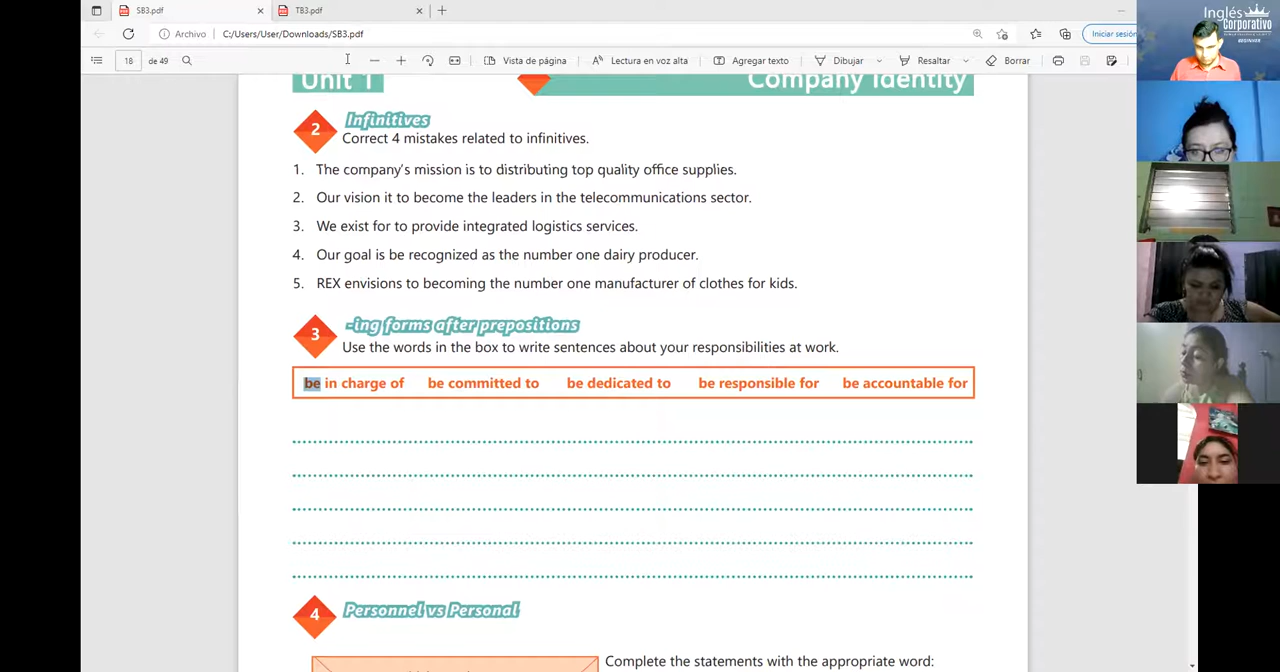 SB3.pdf
TB3.pdf
Archivo C:/Users/User/Downloads/SB3.pdf
Iniciar sesión
18 de 49
Vista de página
Lectura en voz alta
Agregar texto
Dibujar
Resaltar
Borrar
Inglés
Corporativo
Unit 1
Company Identity
2 Infinitives
Correct 4 mistakes related to infinitives.
1. The company's mission is to distributing top quality office supplies.
2. Our vision it to become the leaders in the telecommunications sector.
3. We exist for to provide integrated logistics services.
4. Our goal is be recognized as the number one dairy producer.
5. REX envisions to becoming the number one manufacturer of clothes for kids.
3 -ing forms after prepositions
Use the words in the box to write sentences about your responsibilities at work.
be in charge of be committed to be dedicated to be responsible for be accountable for
4 Personnel vs Personal
Complete the statements with the appropriate word: